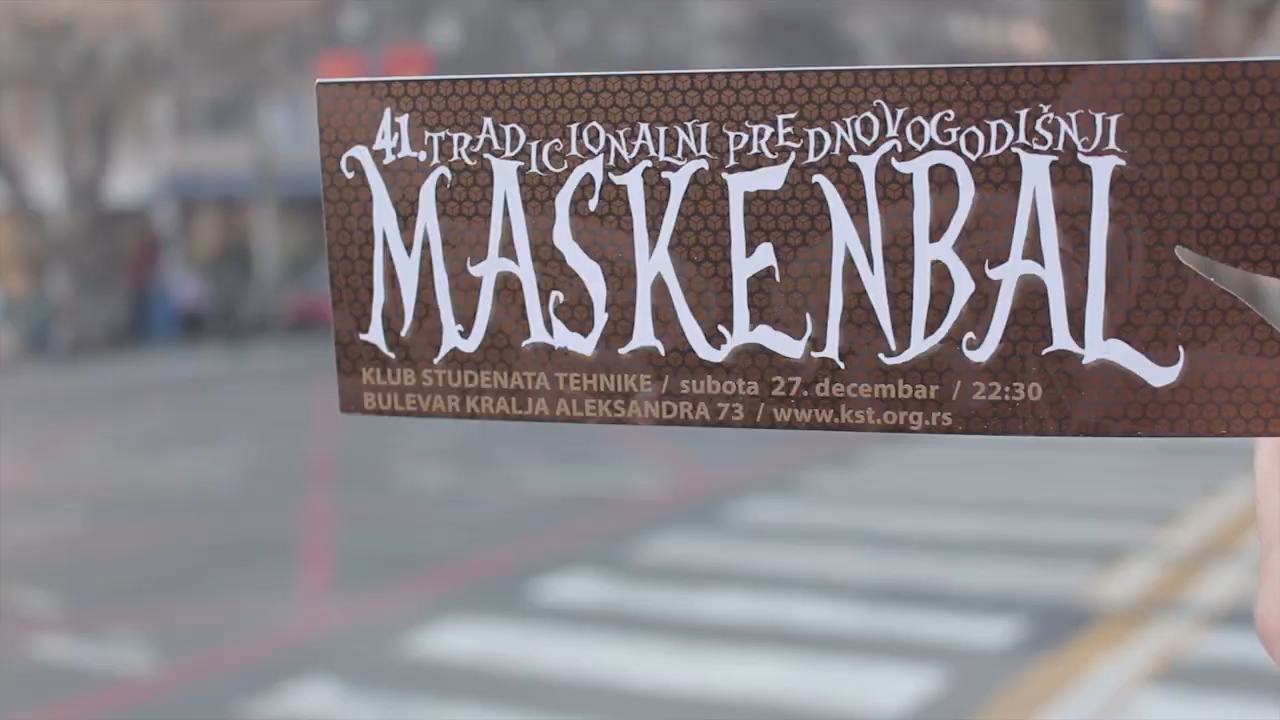 41. TRADICIONALNI PREDNOVOGODIŠNJI
MASKENBAL
KLUB STUDENATA TEHNIKE / subota 27. decembar / 22:30
BULEVAR KRALJA ALEKSANDRA 73 / www.kst.org.rs